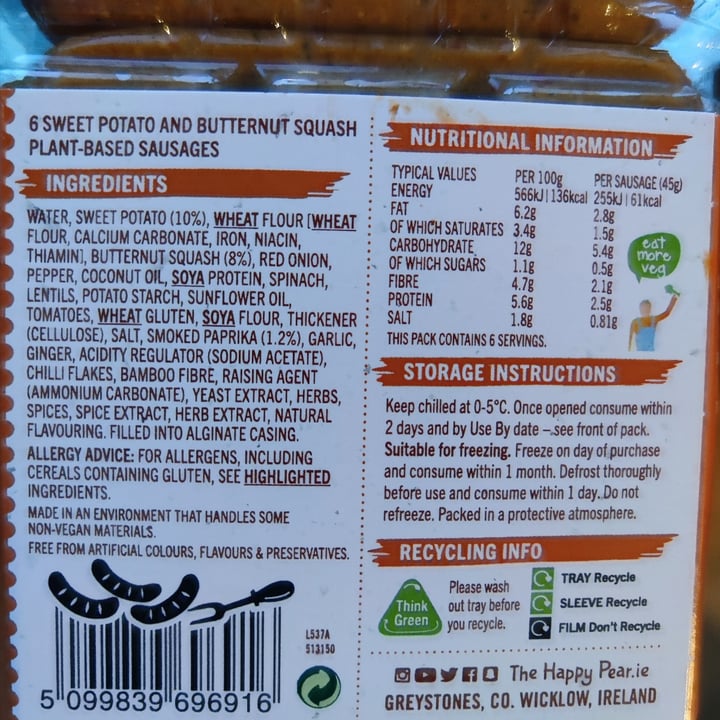 6 SWEET POTATO AND BUTTERNUT SQUASH
PLANT-BASED SAUSAGES
INGREDIENTS
WATER, SWEET POTATO (10%), WHEAT FLOUR [WHEAT
FLOUR, CALCIUM CARBONATE, IRON, NIACIN,
THIAMIN], BUTTERNUT SQUASH (8%), RED ONION,
PEPPER, COCONUT OIL, SOYA PROTEIN, SPINACH,
LENTILS, POTATO STARCH, SUNFLOWER OIL,
TOMATOES, WHEAT GLUTEN, SOYA FLOUR, THICKENER
(CELLULOSE), SALT, SMOKED PAPRIKA (1.2%), GARLIC,
GINGER, ACIDITY REGULATOR (SODIUM ACETATE),
CHILLI FLAKES, BAMBOO FIBRE, RAISING AGENT
(AMMONIUM CARBONATE), YEAST EXTRACT, HERBS,
SPICES, SPICE EXTRACT, HERB EXTRACT, NATURAL
FLAVOURING. FILLED INTO ALGINATE CASING.
ALLERGY ADVICE: FOR ALLERGENS, INCLUDING
CEREALS CONTAINING GLUTEN, SEE HIGHLIGHTED
INGREDIENTS.
MADE IN AN ENVIRONMENT THAT HANDLES SOME
NON-VEGAN MATERIALS.
FREE FROM ARTIFICIAL COLOURS, FLAVOURS & PRESERVATIVES.
L537A
513150
5 099839 696916
NUTRITIONAL INFORMATION
TYPICAL VALUES PER 100g PER SAUSAGE (45g)
ENERGY 566kJ | 136kcal 255kJ | 61kcal
FAT 6.2g 2.8g
OF WHICH SATURATES 3.4g 1.5g
CARBOHYDRATE 12g 5.4g
OF WHICH SUGARS 1.1g 0.5g
FIBRE 4.7g 2.1g
PROTEIN 5.6g 2.5g
SALT 1.8g 0.81g
THIS PACK CONTAINS 6 SERVINGS.
eat
more
veg
STORAGE INSTRUCTIONS
Keep chilled at 0-5°C. Once opened consume within
2 days and by Use By date – see front of pack.
Suitable for freezing. Freeze on day of purchase
and consume within 1 month. Defrost thoroughly
before use and consume within 1 day. Do not
refreeze. Packed in a protective atmosphere.
RECYCLING INFO
Think
Green
Please wash
out tray before
you recycle.
TRAY Recycle
SLEEVE Recycle
FILM Don't Recycle
The Happy Pear.ie
GREYSTONES, CO. WICKLOW, IRELAND